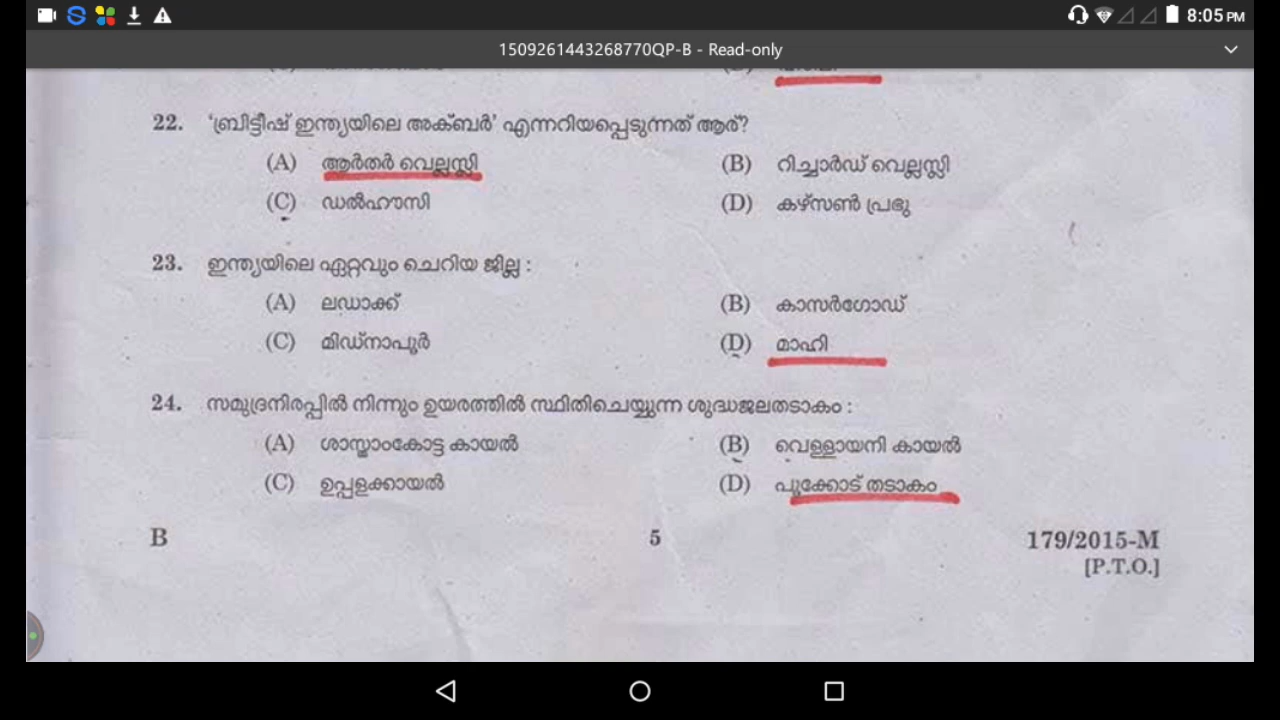 8:05 PM
1509261443268770QP-B - Read-only
22. 'ബ്രിട്ടീഷ് ഇന്ത്യയിലെ അക്ബർ' എന്നറിയപ്പെടുന്നത് ആര്?
(A) ആർതർ വെല്ലസ്ലി (B) റിച്ചാർഡ് വെല്ലസ്ലി
(C) ഡൽഹൗസി (D) കഴ്സൺ പ്രഭു
23. ഇന്ത്യയിലെ ഏറ്റവും ചെറിയ ജില്ല :
(A) ലഡാക്ക് (B) കാസർഗോഡ്
(C) മിഡ്നാപൂർ (D) മാഹി
24. സമുദ്രനിരപ്പിൽ നിന്നും ഉയരത്തിൽ സ്ഥിതിചെയ്യുന്ന ശുദ്ധജലതടാകം :
(A) ശാസ്താംകോട്ട കായൽ (B) വെള്ളായനി കായൽ
(C) ഉപ്പളക്കായൽ (D) പൂക്കോട് തടാകം
B 5 179/2015-M
[P.T.O.]